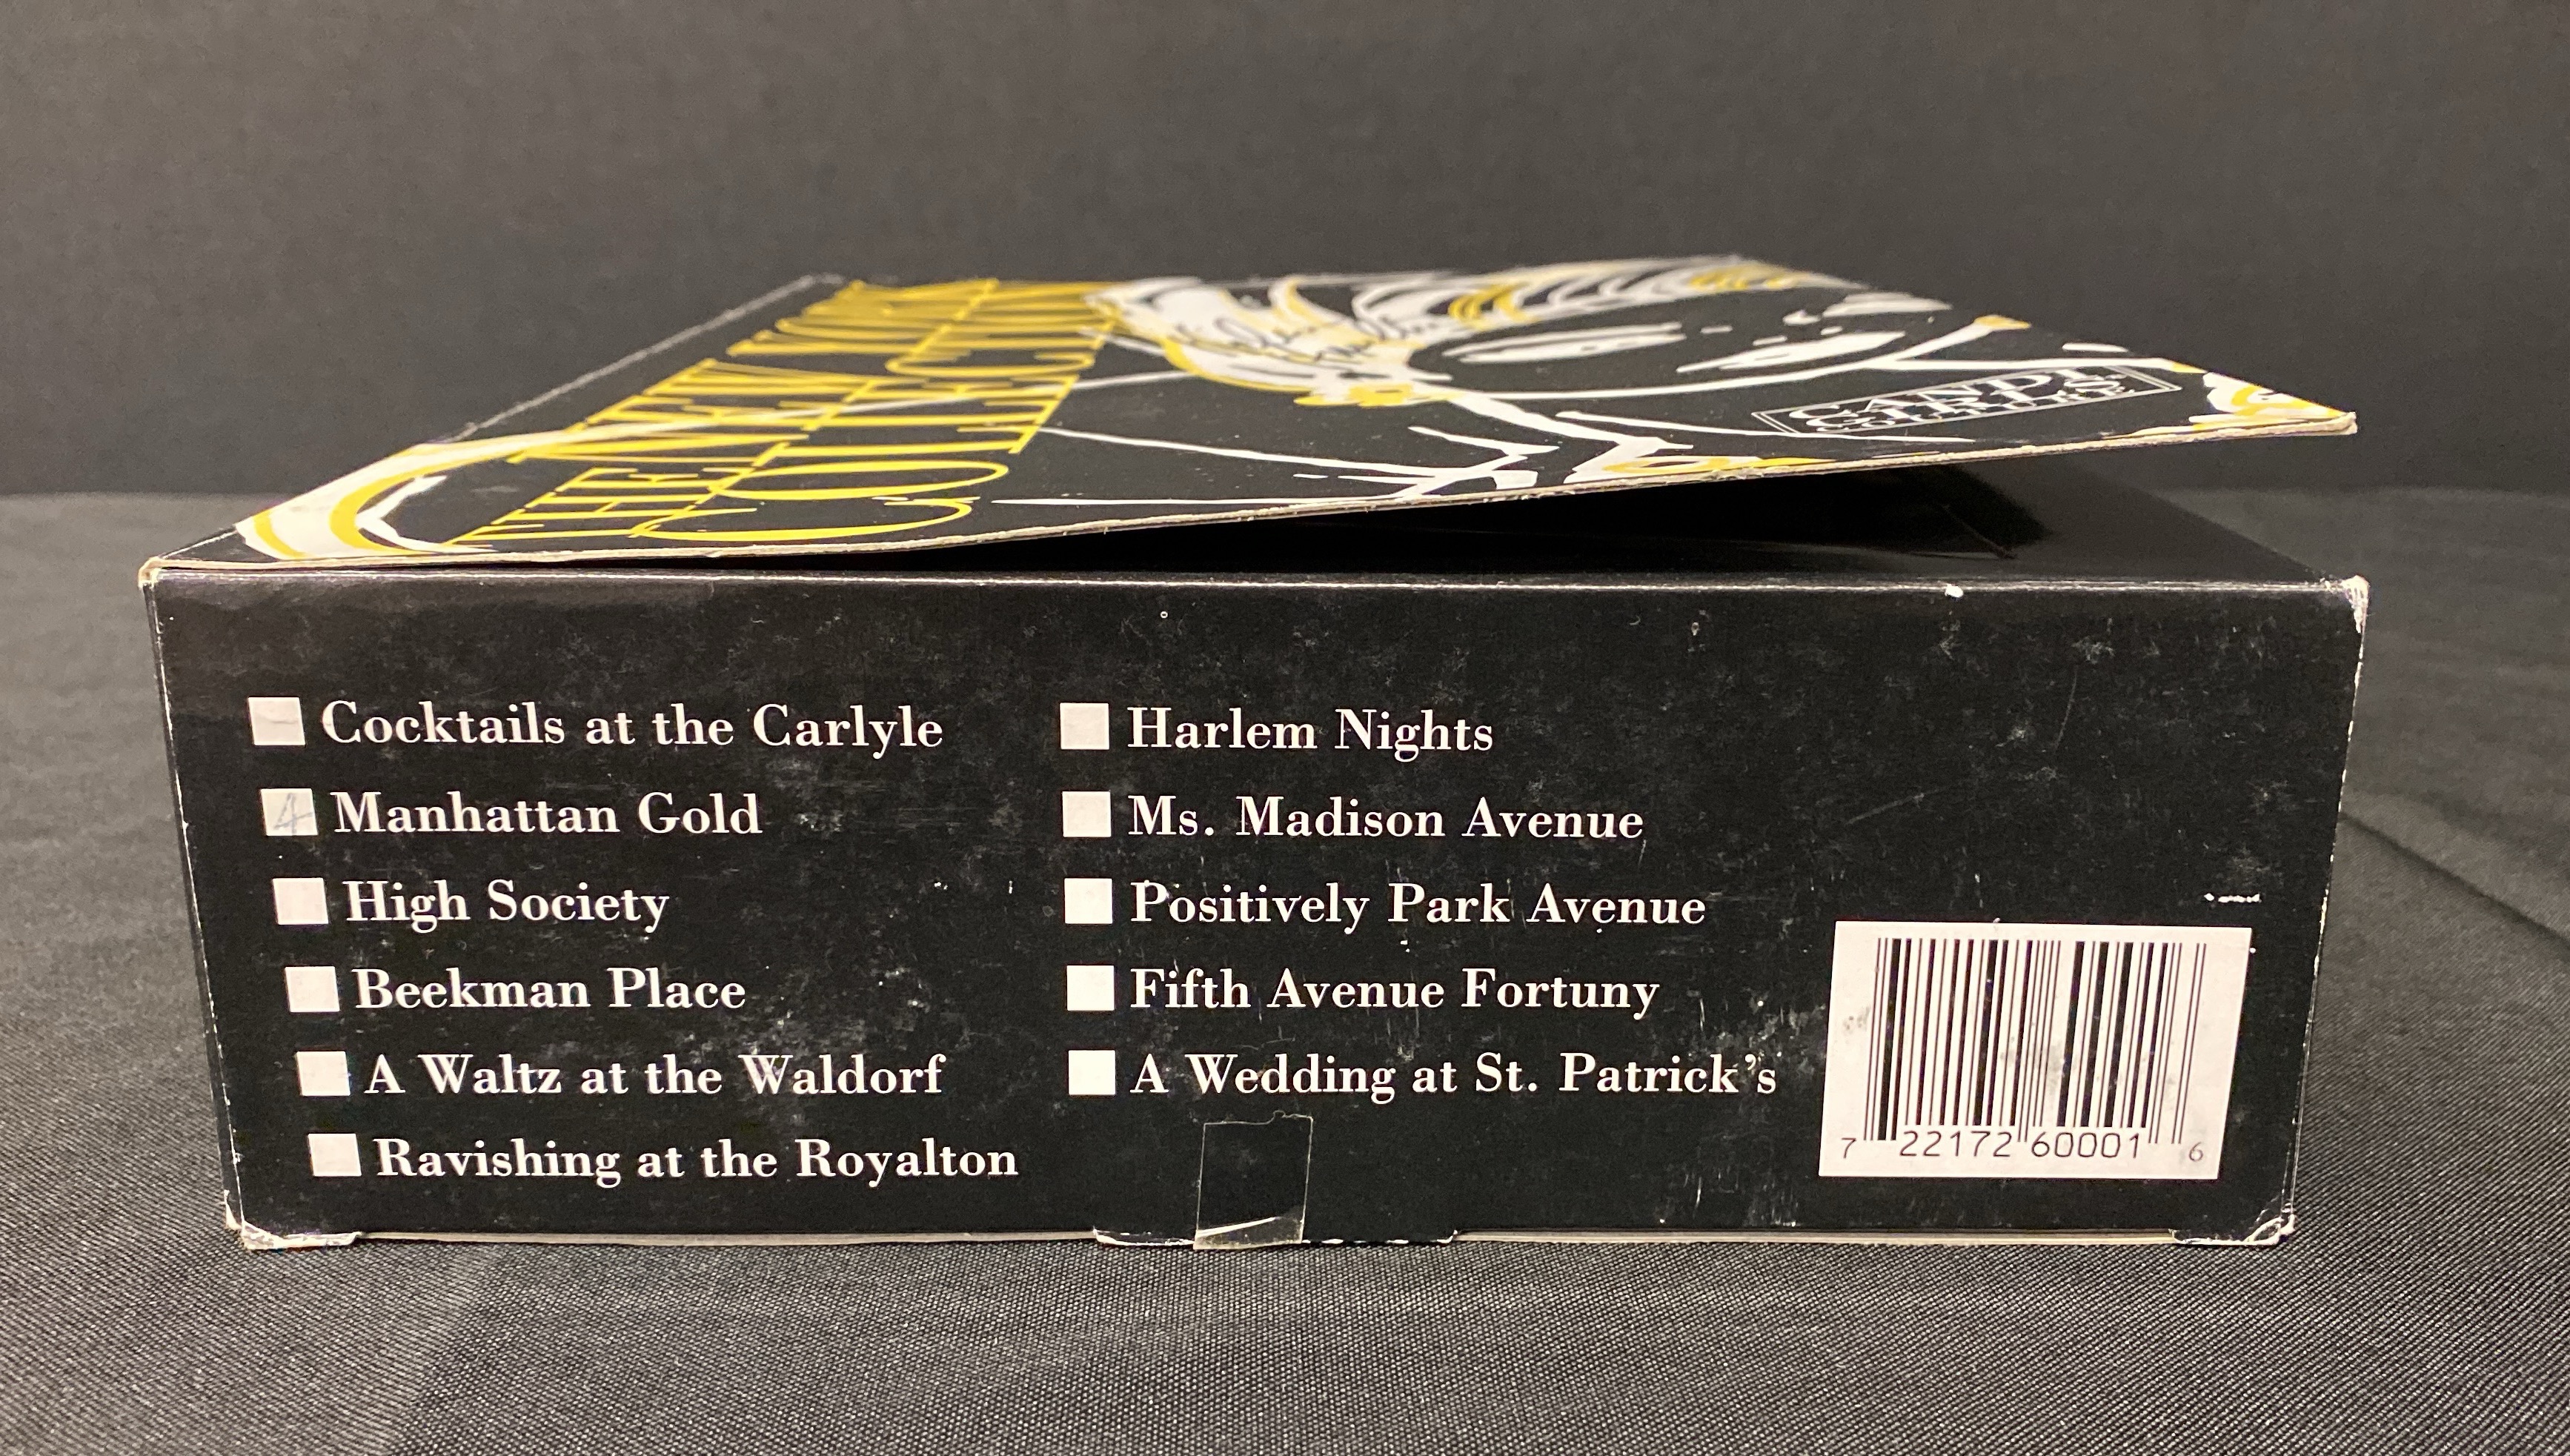 THE NEW YORK
COLLECTION
Cocktails at the Carlyle
4 Manhattan Gold
High Society
Beekman Place
A Waltz at the Waldorf
Ravishing at the Royalton
Harlem Nights
Ms. Madison Avenue
Positively Park Avenue
Fifth Avenue Fortuny
A Wedding at St. Patrick's
7 22172 60001 6